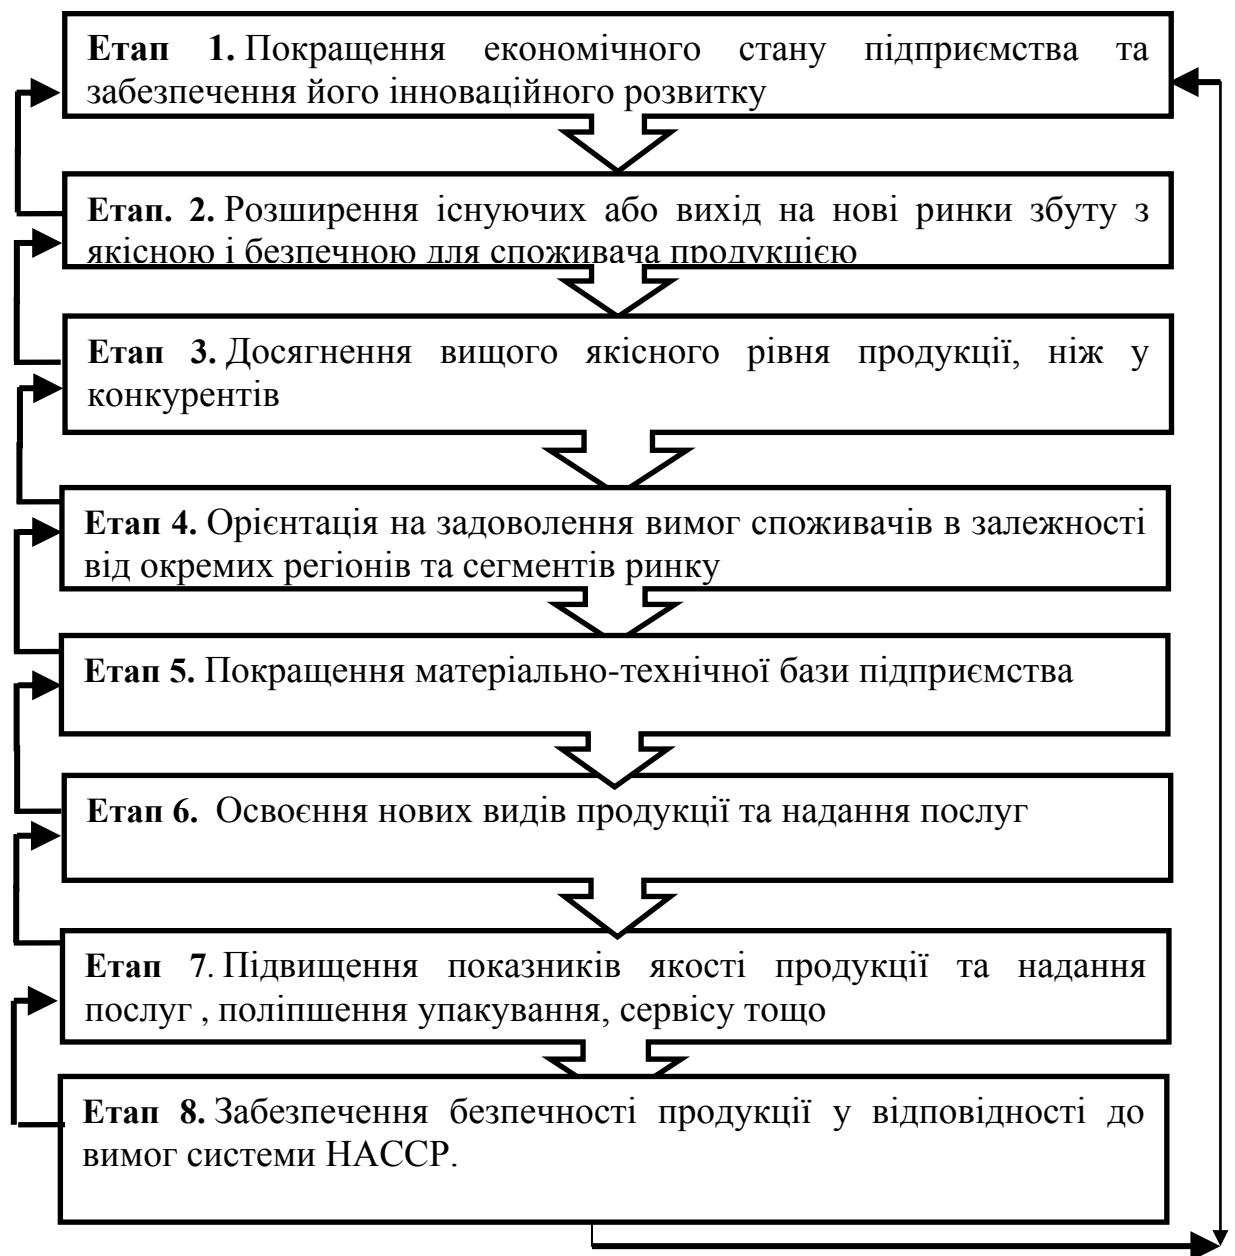 Етап 1. Покращення економічного стану підприємства та
забезпечення його інноваційного розвитку
Етап. 2. Розширення існуючих або вихід на нові ринки збуту з
якісною і безпечною для споживача продукцією
Етап 3. Досягнення вищого якісного рівня продукції, ніж у
конкурентів
Етап 4. Орієнтація на задоволення вимог споживачів в залежності
від окремих регіонів та сегментів ринку
Етап 5. Покращення матеріально-технічної бази підприємства
Етап 6. Освоєння нових видів продукції та надання послуг
Етап 7. Підвищення показників якості продукції та надання
послуг , поліпшення упакування, сервісу тощо
Етап 8. Забезпечення безпечності продукції у відповідності до
вимог системи НАССР.